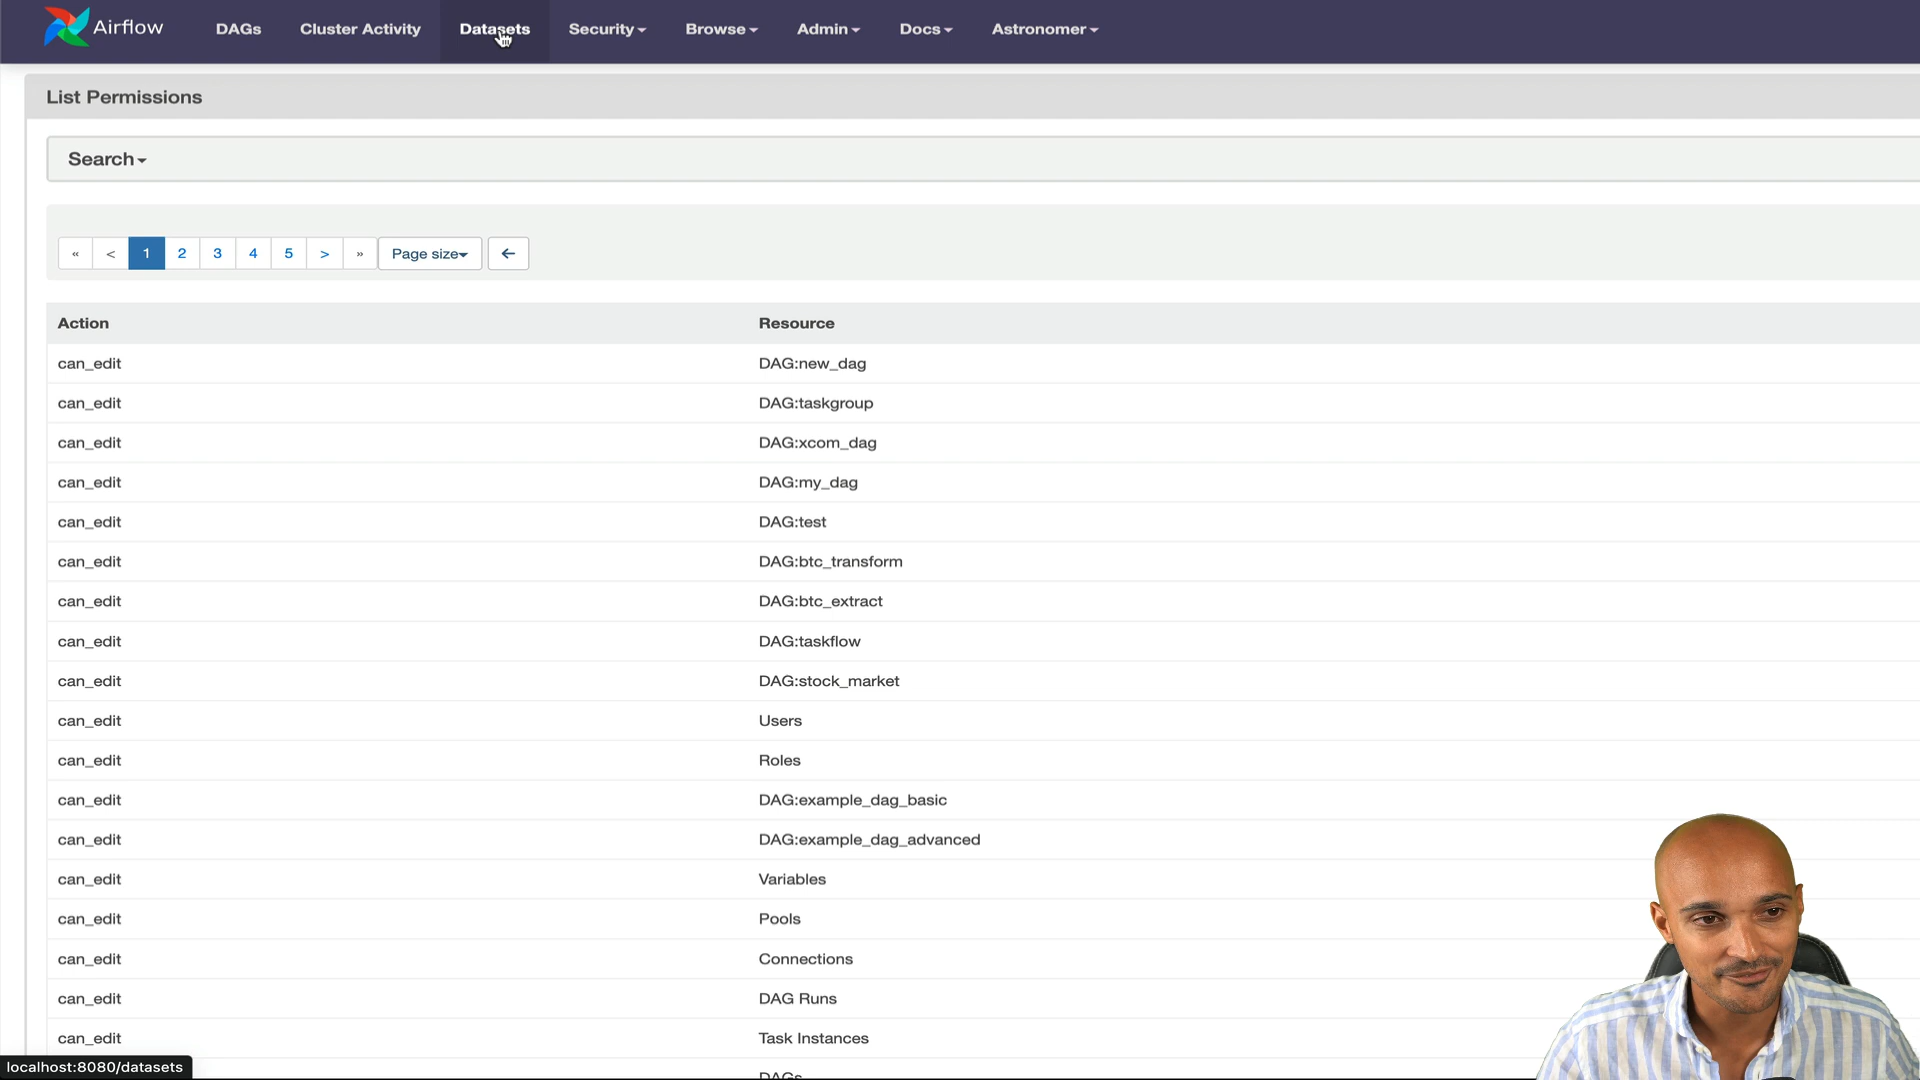 Airflow DAGs Cluster Activity Datasets Security Browse Admin Docs Astronomer
List Permissions
Search
« < 1 2 3 4 5 > » Page size
Action Resource
can_edit DAG:new_dag
can_edit DAG:taskgroup
can_edit DAG:xcom_dag
can_edit DAG:my_dag
can_edit DAG:test
can_edit DAG:btc_transform
can_edit DAG:btc_extract
can_edit DAG:taskflow
can_edit DAG:stock_market
can_edit Users
can_edit Roles
can_edit DAG:example_dag_basic
can_edit DAG:example_dag_advanced
can_edit Variables
can_edit Pools
can_edit Connections
can_edit DAG Runs
can_edit Task Instances
DAGs
localhost:8080/datasets